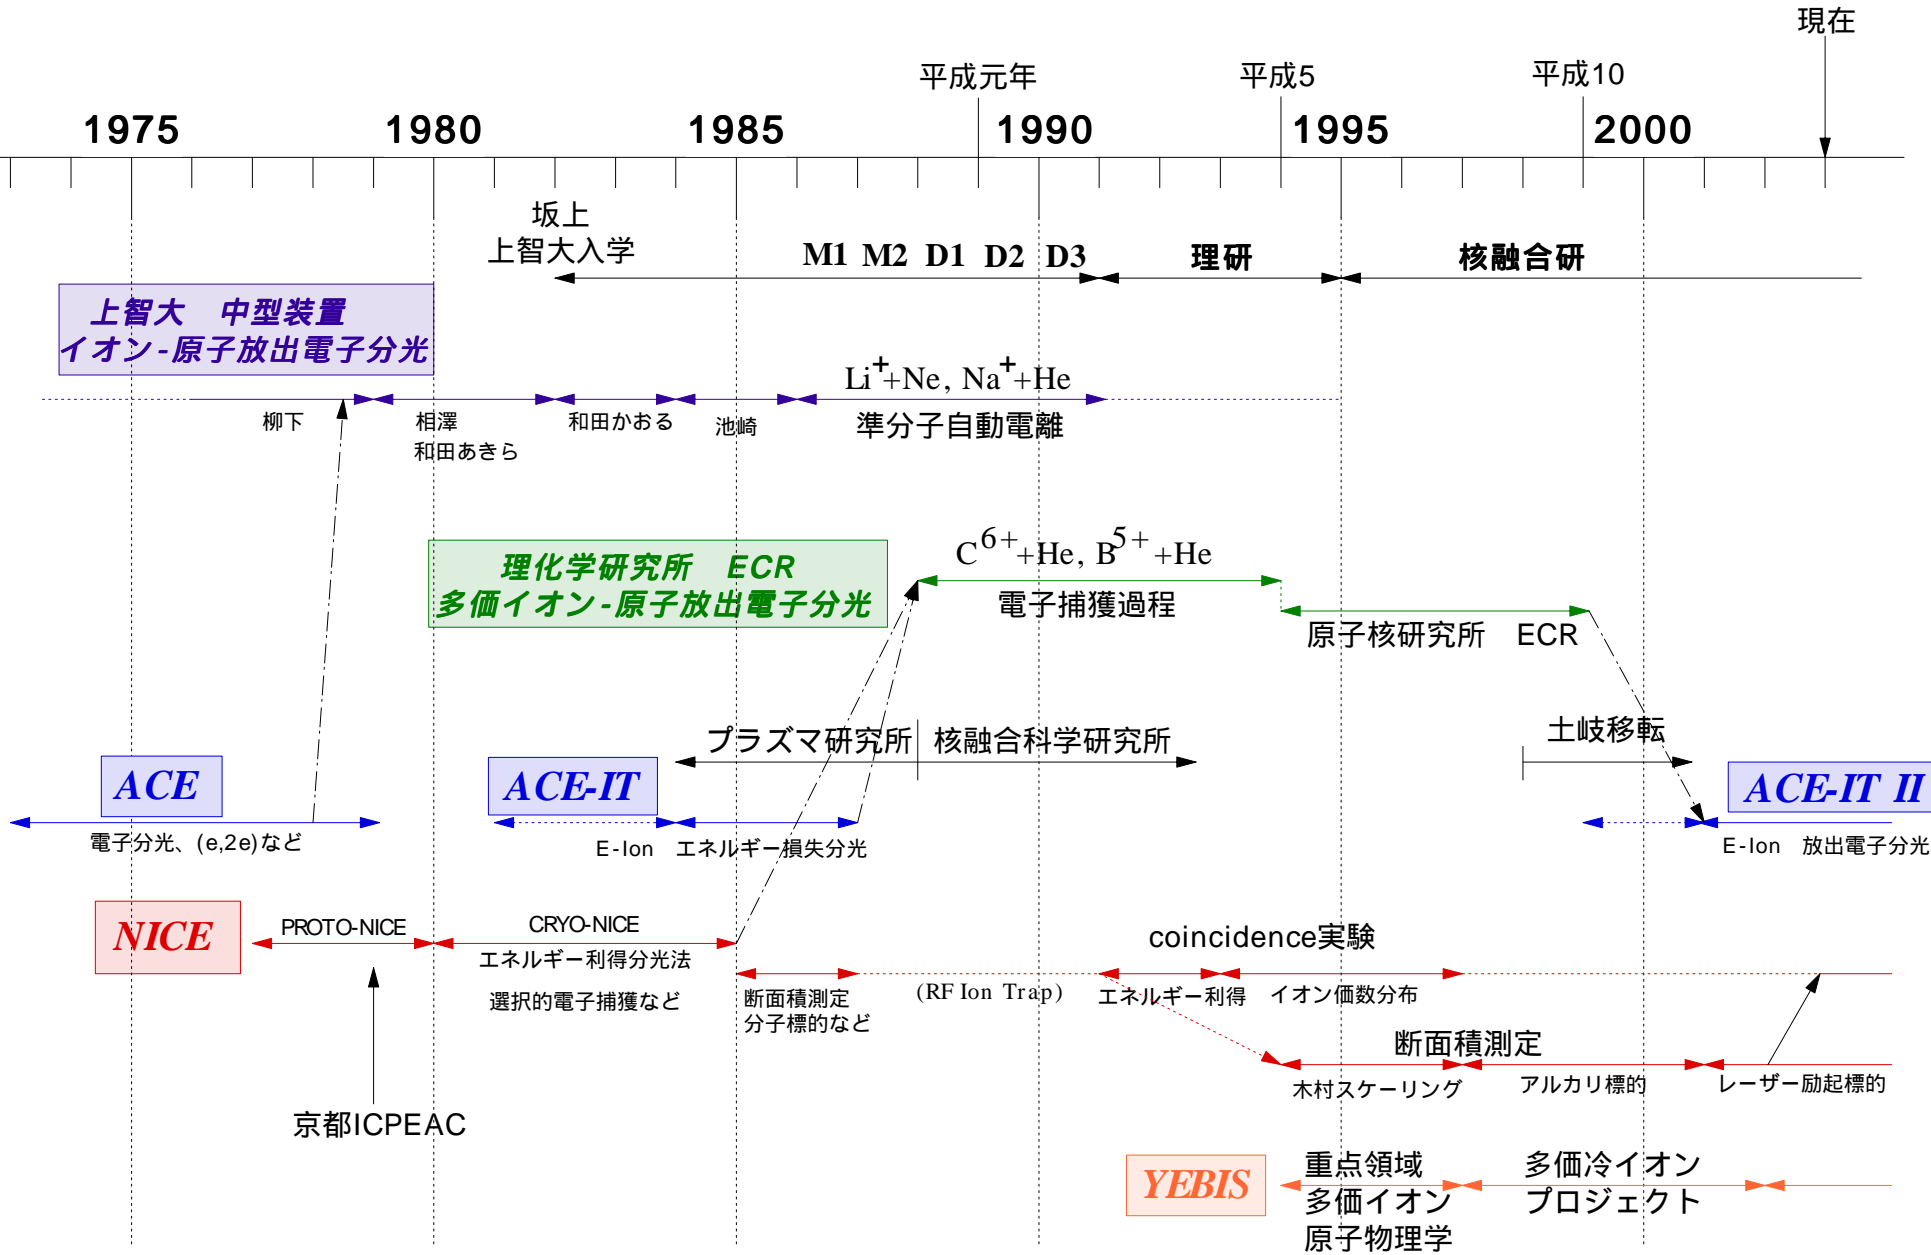 現在
平成元年
平成5
平成10
1975
1980
1985
1990
1995
2000
坂上
上智大入学
M1 M2 D1 D2 D3
理研
核融合研
上智大　中型装置
イオン-原子放出電子分光
Li⁺+Ne, Na⁺+He
準分子自動電離
柳下
相澤
和田あきら
和田かおる
池崎
理化学研究所　ECR
多価イオン-原子放出電子分光
C⁶⁺+He, B⁵⁺+He
電子捕獲過程
原子核研究所　ECR
プラズマ研究所
核融合科学研究所
土岐移転
ACE
電子分光、(e,2e)など
ACE-IT
E-Ion　エネルギー損失分光
ACE-IT II
E-Ion　放出電子分光
NICE
PROTO-NICE
CRYO-NICE
エネルギー利得分光法
選択的電子捕獲など
断面積測定
分子標的など
(RF Ion Trap)
coincidence実験
エネルギー利得
イオン価数分布
断面積測定
木村スケーリング
アルカリ標的
レーザー励起標的
京都ICPEAC
YEBIS
重点領域
多価イオン
原子物理学
多価冷イオン
プロジェクト